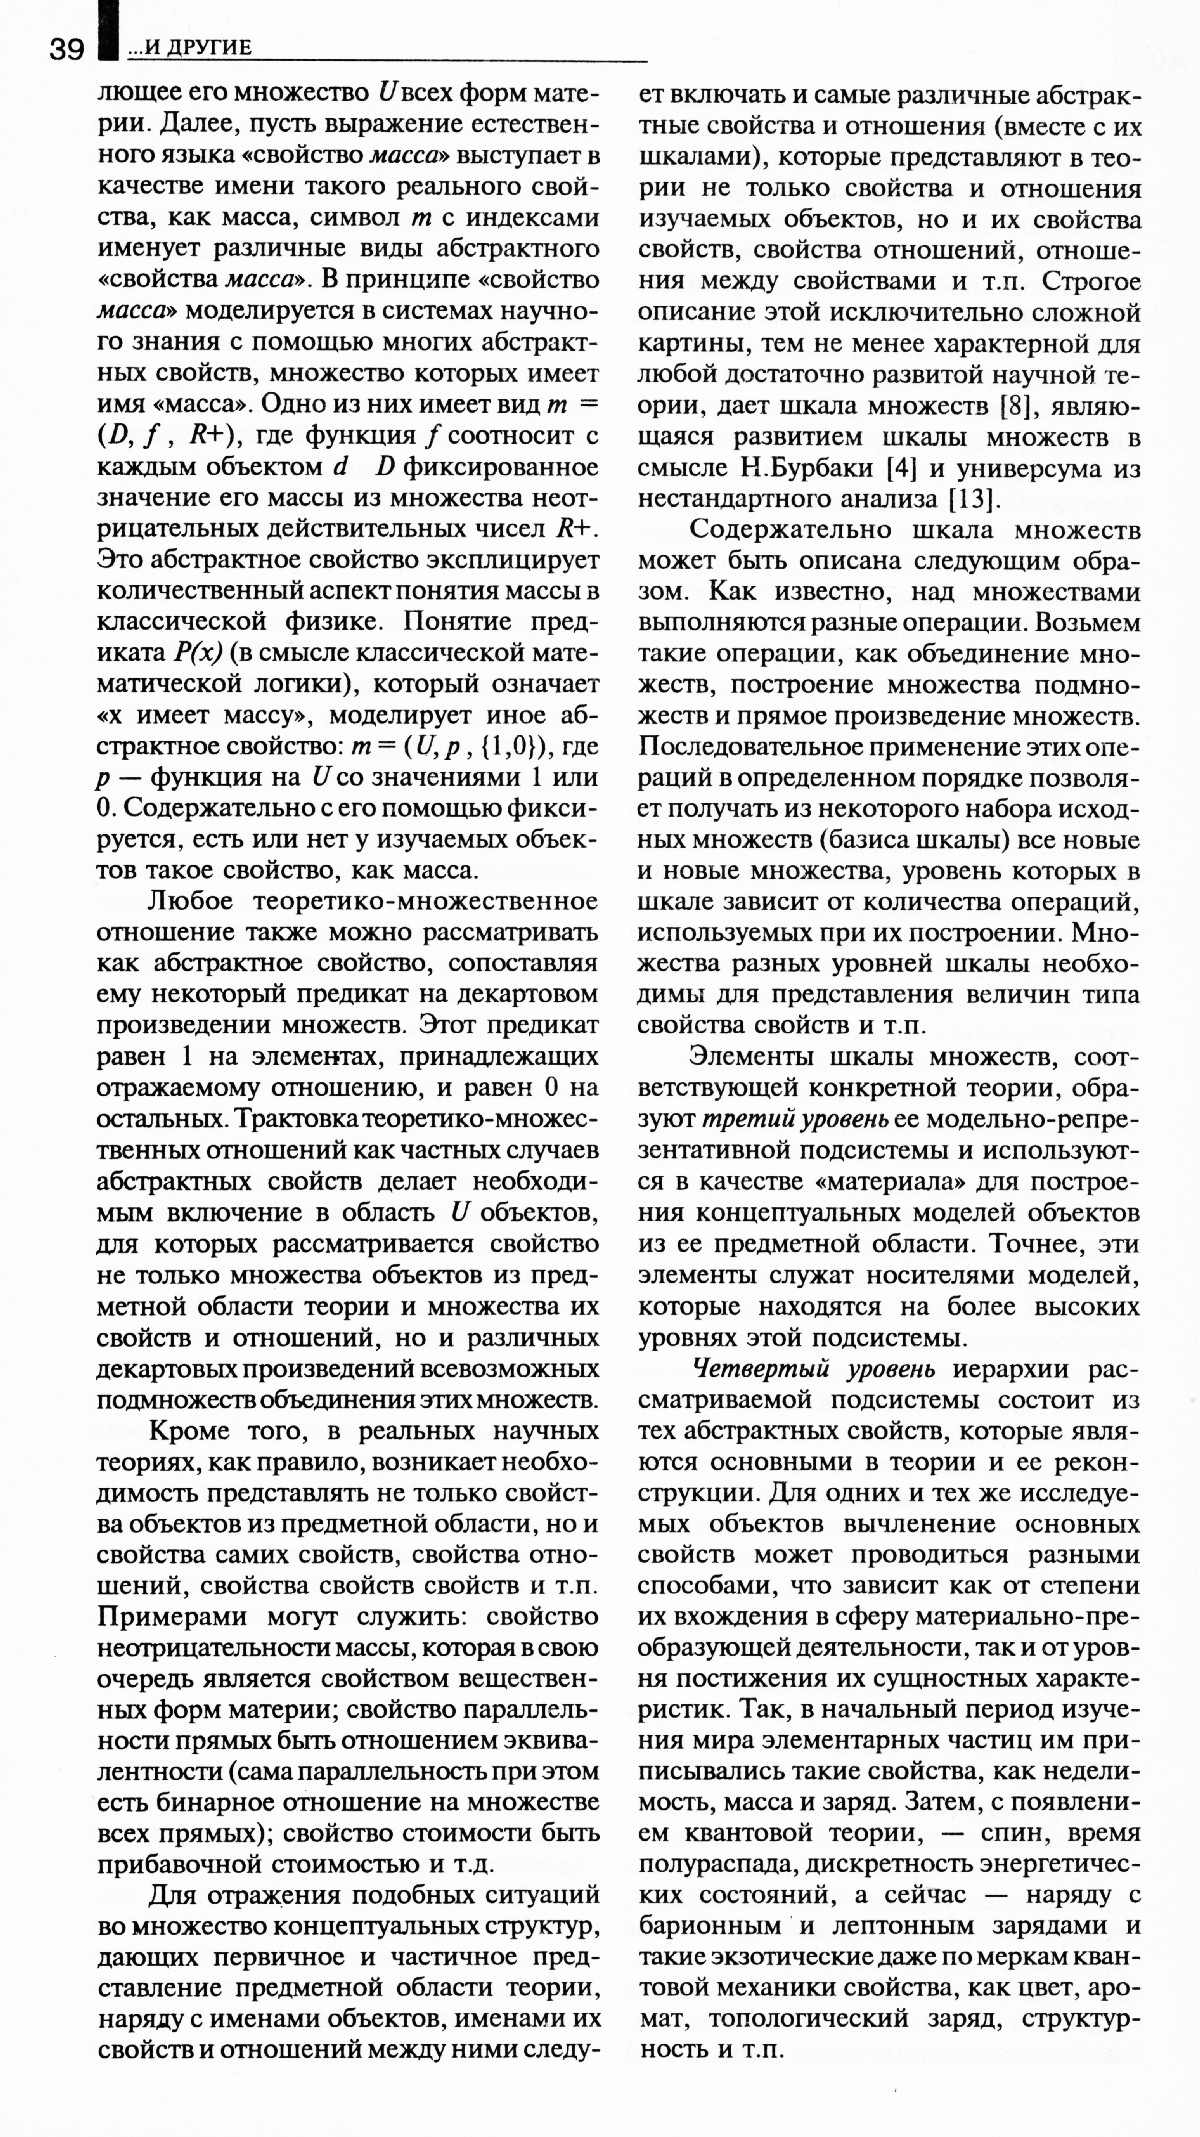 39
...И ДРУГИЕ
лющее его множество U всех форм мате-
рии. Далее, пусть выражение естествен-
ного языка «свойство масса» выступает в
качестве имени такого реального свой-
ства, как масса, символ m с индексами
именует различные виды абстрактного
«свойства масса». В принципе «свойство
масса» моделируется в системах научно-
го знания с помощью многих абстракт-
ных свойств, множество которых имеет
имя «масса». Одно из них имеет вид m =
(D, f , R+), где функция f соотносит с
каждым объектом d D фиксированное
значение его массы из множества неот-
рицательных действительных чисел R+.
Это абстрактное свойство эксплицирует
количественный аспект понятия массы в
классической физике. Понятие пред-
иката P(x) (в смысле классической мате-
матической логики), который означает
«х имеет массу», моделирует иное аб-
страктное свойство: m = ( U, p , {1,0}), где
p — функция на U со значениями 1 или
0. Содержательно с его помощью фикси-
руется, есть или нет у изучаемых объек-
тов такое свойство, как масса.
Любое теоретико-множественное
отношение также можно рассматривать
как абстрактное свойство, сопоставляя
ему некоторый предикат на декартовом
произведении множеств. Этот предикат
равен 1 на элементах, принадлежащих
отражаемому отношению, и равен 0 на
остальных. Трактовка теоретико-множес-
твенных отношений как частных случаев
абстрактных свойств делает необходи-
мым включение в область U объектов,
для которых рассматривается свойство
не только множества объектов из пред-
метной области теории и множества их
свойств и отношений, но и различных
декартовых произведений всевозможных
подмножеств объединения этих множеств.
Кроме того, в реальных научных
теориях, как правило, возникает необхо-
димость представлять не только свойст-
ва объектов из предметной области, но и
свойства самих свойств, свойства отно-
шений, свойства свойств свойств и т.п.
Примерами могут служить: свойство
неотрицательности массы, которая в свою
очередь является свойством веществен-
ных форм материи; свойство параллель-
ности прямых быть отношением эквива-
лентности (сама параллельность при этом
есть бинарное отношение на множестве
всех прямых); свойство стоимости быть
прибавочной стоимостью и т.д.
Для отражения подобных ситуаций
во множество концептуальных структур,
дающих первичное и частичное пред-
ставление предметной области теории,
наряду с именами объектов, именами их
свойств и отношений между ними следу-
ет включать и самые различные абстрак-
тные свойства и отношения (вместе с их
шкалами), которые представляют в тео-
рии не только свойства и отношения
изучаемых объектов, но и их свойства
свойств, свойства отношений, отноше-
ния между свойствами и т.п. Строгое
описание этой исключительно сложной
картины, тем не менее характерной для
любой достаточно развитой научной те-
ории, дает шкала множеств [8], являю-
щаяся развитием шкалы множеств в
смысле Н.Бурбаки [4] и универсума из
нестандартного анализа [13].
Содержательно шкала множеств
может быть описана следующим обра-
зом. Как известно, над множествами
выполняются разные операции. Возьмем
такие операции, как объединение мно-
жеств, построение множества подмно-
жеств и прямое произведение множеств.
Последовательное применение этих опе-
раций в определенном порядке позволя-
ет получать из некоторого набора исход-
ных множеств (базиса шкалы) все новые
и новые множества, уровень которых в
шкале зависит от количества операций,
используемых при их построении. Мно-
жества разных уровней шкалы необхо-
димы для представления величин типа
свойства свойств и т.п.
Элементы шкалы множеств, соот-
ветствующей конкретной теории, обра-
зуют третий уровень ее модельно-репре-
зентативной подсистемы и используют-
ся в качестве «материала» для построе-
ния концептуальных моделей объектов
из ее предметной области. Точнее, эти
элементы служат носителями моделей,
которые находятся на более высоких
уровнях этой подсистемы.
Четвертый уровень иерархии рас-
сматриваемой подсистемы состоит из
тех абстрактных свойств, которые явля-
ются основными в теории и ее рекон-
струкции. Для одних и тех же исследуе-
мых объектов вычленение основных
свойств может проводиться разными
способами, что зависит как от степени
их вхождения в сферу материально-пре-
образующей деятельности, так и от уров-
ня постижения их сущностных характе-
ристик. Так, в начальный период изуче-
ния мира элементарных частиц им при-
писывались такие свойства, как недели-
мость, масса и заряд. Затем, с появлени-
ем квантовой теории, — спин, время
полураспада, дискретность энергетичес-
ких состояний, а сейчас — наряду с
барионным и лептонным зарядами и
такие экзотические даже по меркам кван-
товой механики свойства, как цвет, аро-
мат, топологический заряд, структур-
ность и т.п.